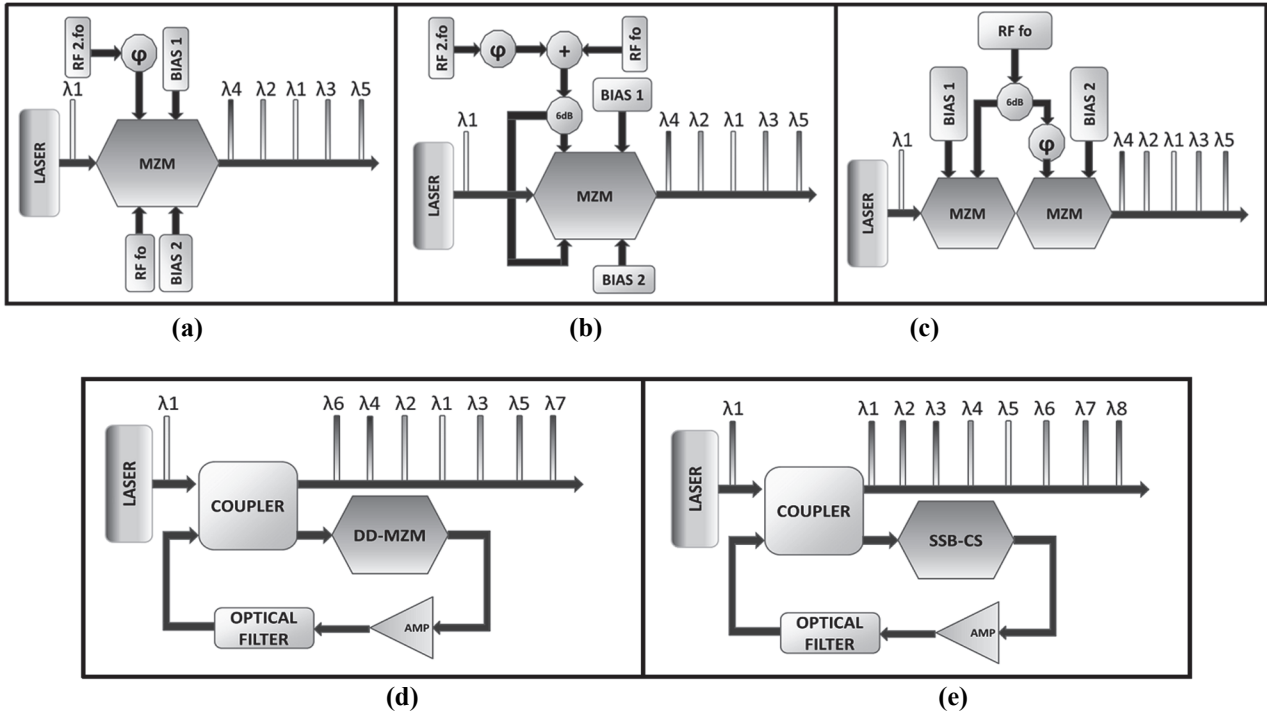 RF 2.fo
φ
BIAS 1
λ1
λ4 λ2 λ1 λ3 λ5
LASER
MZM
RF fo
BIAS 2
(a)
RF 2.fo
φ
+
RF fo
6dB
BIAS 1
λ1
λ4 λ2 λ1 λ3 λ5
LASER
MZM
BIAS 2
(b)
RF fo
BIAS 1
6dB
BIAS 2
φ
λ1
λ4 λ2 λ1 λ3 λ5
LASER
MZM
MZM
(c)
λ1
λ6 λ4 λ2 λ1 λ3 λ5 λ7
LASER
COUPLER
DD-MZM
OPTICAL
FILTER
AMP
(d)
λ1
λ1 λ2 λ3 λ4 λ5 λ6 λ7 λ8
LASER
COUPLER
SSB-CS
OPTICAL
FILTER
AMP
(e)